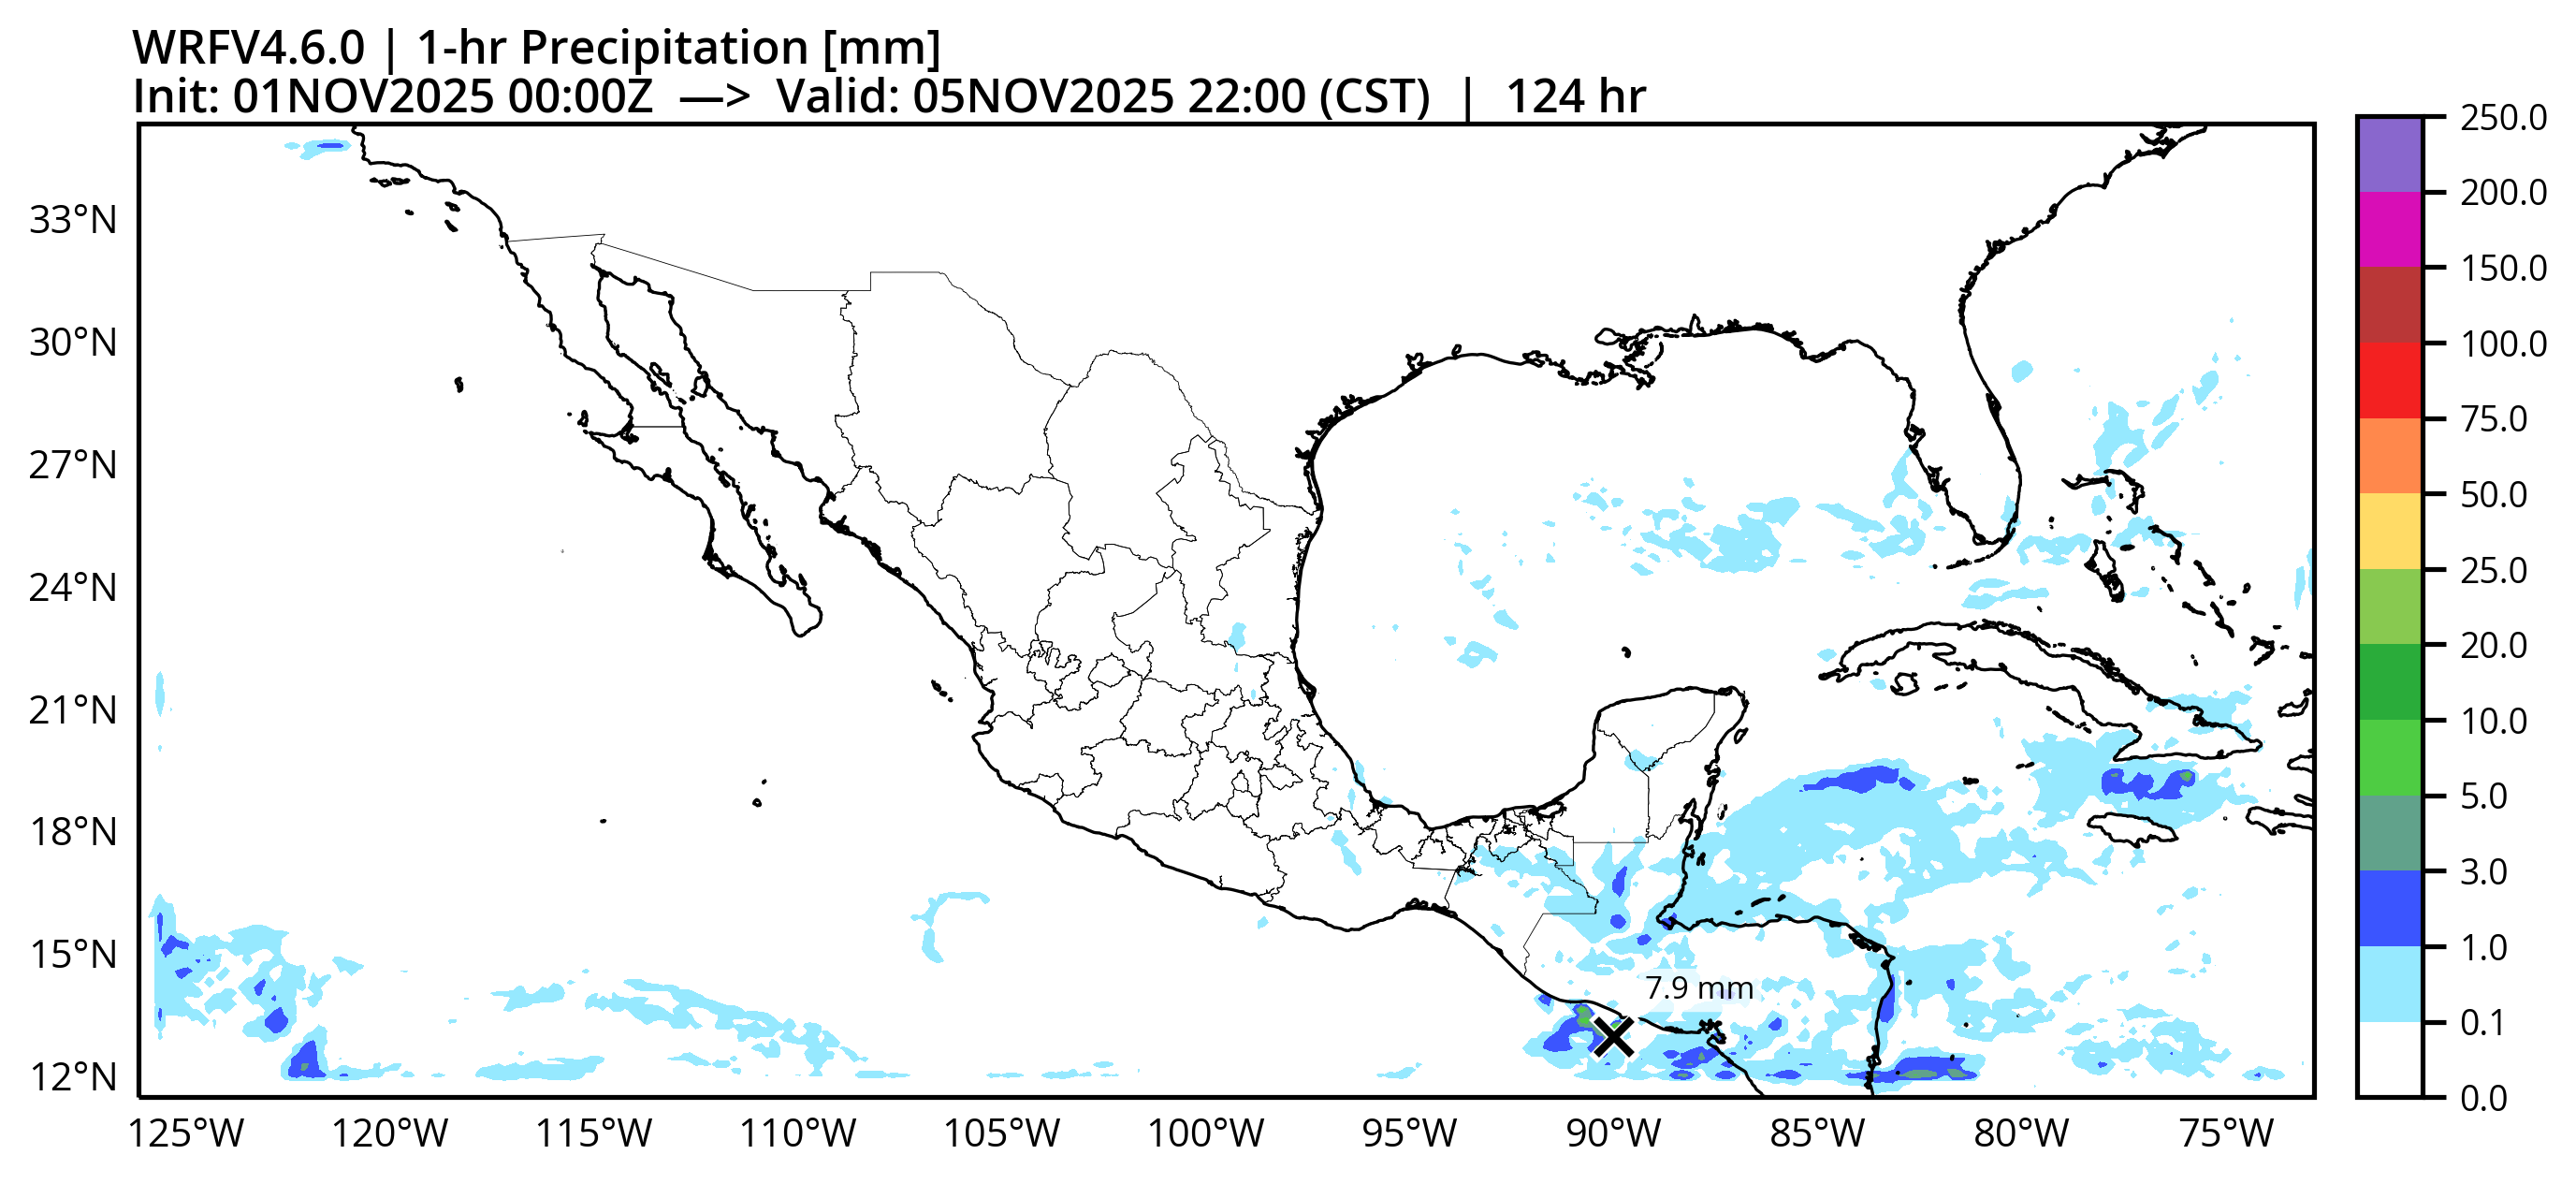 WRFV4.6.0 | 1-hr Precipitation [mm]
Init: 01NOV2025 00:00Z —> Valid: 05NOV2025 22:00 (CST) | 124 hr
33°N
30°N
27°N
24°N
21°N
18°N
15°N
12°N
7.9 mm
125°W 120°W 115°W 110°W 105°W 100°W 95°W 90°W 85°W 80°W 75°W
250.0
200.0
150.0
100.0
75.0
50.0
25.0
20.0
10.0
5.0
3.0
1.0
0.1
0.0